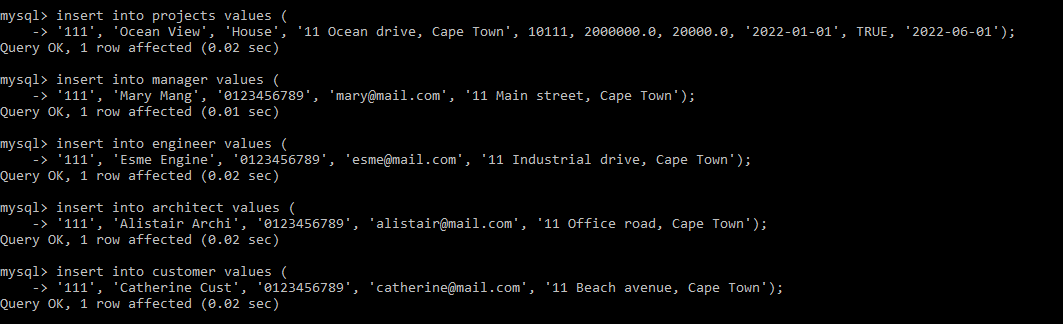 mysql> insert into projects values (
    -> '111', 'Ocean View', 'House', '11 Ocean drive, Cape Town', 10111, 2000000.0, 20000.0, '2022-01-01', TRUE, '2022-06-01');
Query OK, 1 row affected (0.02 sec)
mysql> insert into manager values (
    -> '111', 'Mary Mang', '0123456789', 'mary@mail.com', '11 Main street, Cape Town');
Query OK, 1 row affected (0.01 sec)
mysql> insert into engineer values (
    -> '111', 'Esme Engine', '0123456789', 'esme@mail.com', '11 Industrial drive, Cape Town');
Query OK, 1 row affected (0.02 sec)
mysql> insert into architect values (
    -> '111', 'Alistair Archi', '0123456789', 'alistair@mail.com', '11 Office road, Cape Town');
Query OK, 1 row affected (0.02 sec)
mysql> insert into customer values (
    -> '111', 'Catherine Cust', '0123456789', 'catherine@mail.com', '11 Beach avenue, Cape Town');
Query OK, 1 row affected (0.02 sec)